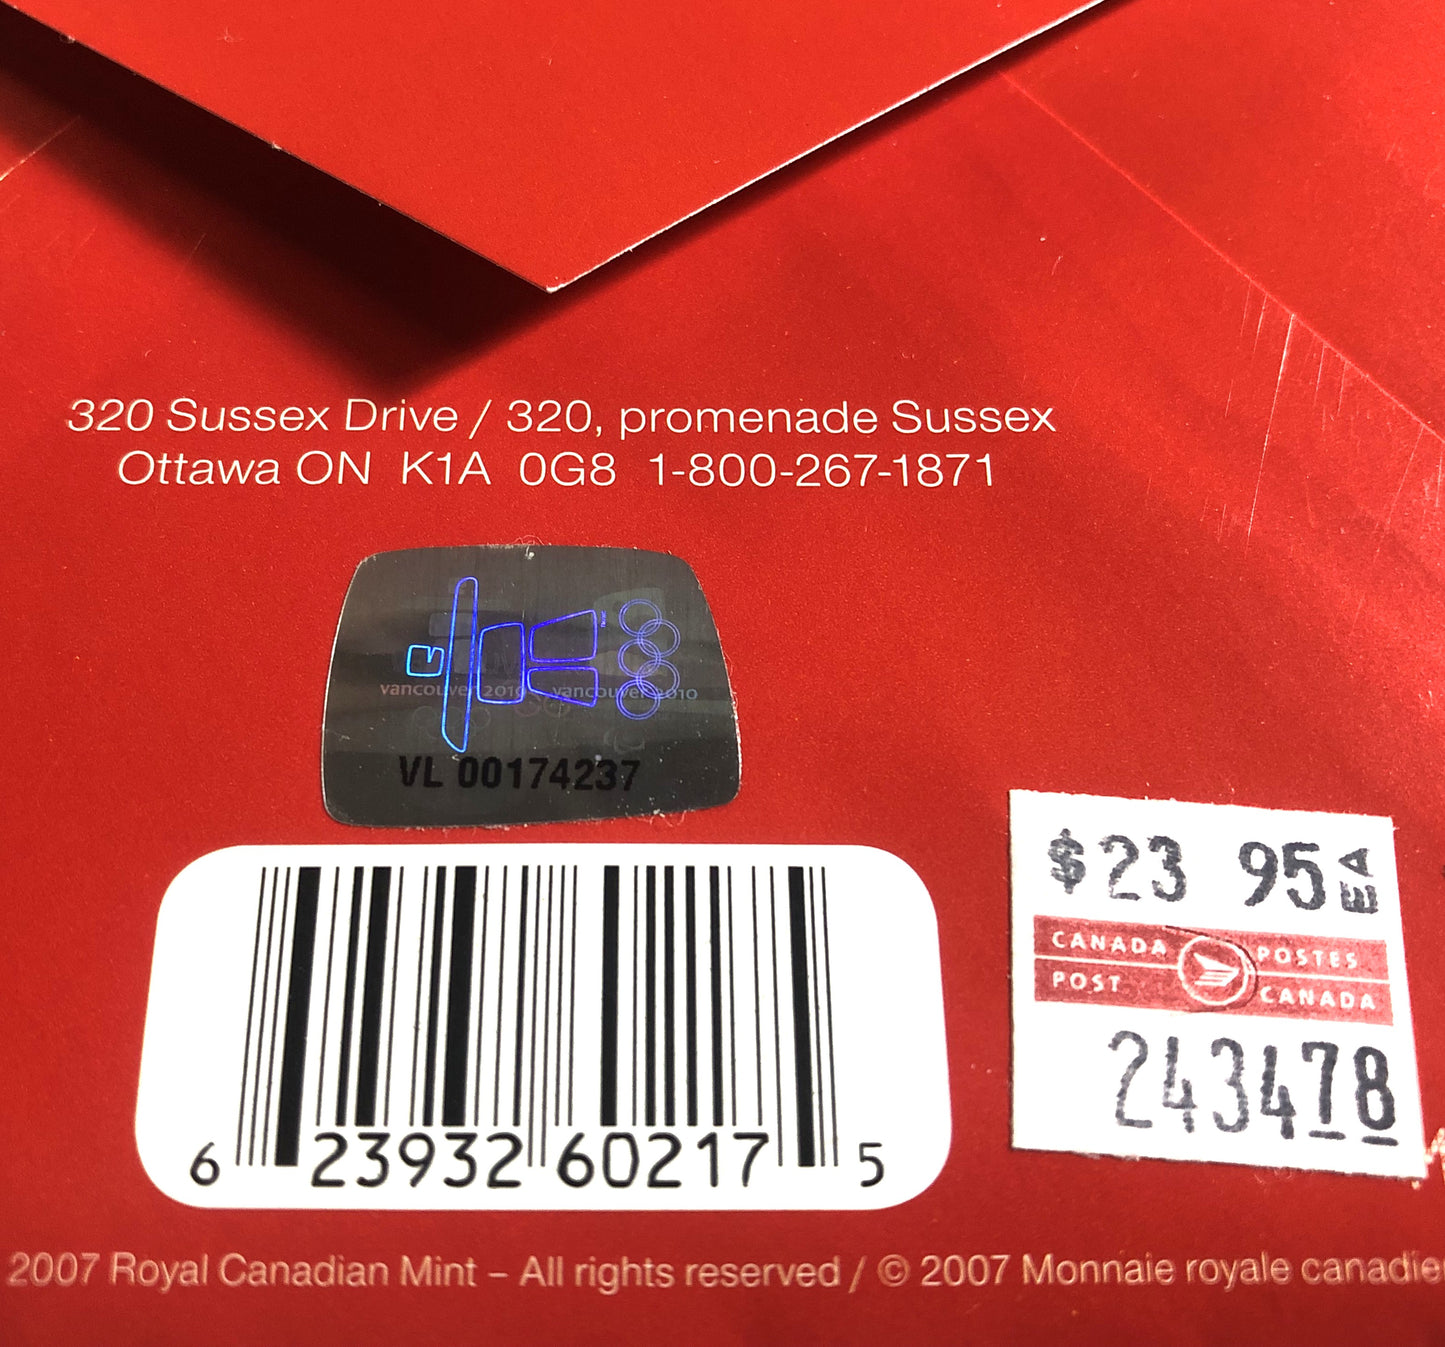 320 Sussex Drive / 320, promenade Sussex
Ottawa ON K1A 0G8 1-800-267-1871
vancouver 2010 vancouver 2010
VL 00174237
6 23932 60217 5
$23 95 EA
CANADA POSTES
POST CANADA
243478
2007 Royal Canadian Mint – All rights reserved / © 2007 Monnaie royale